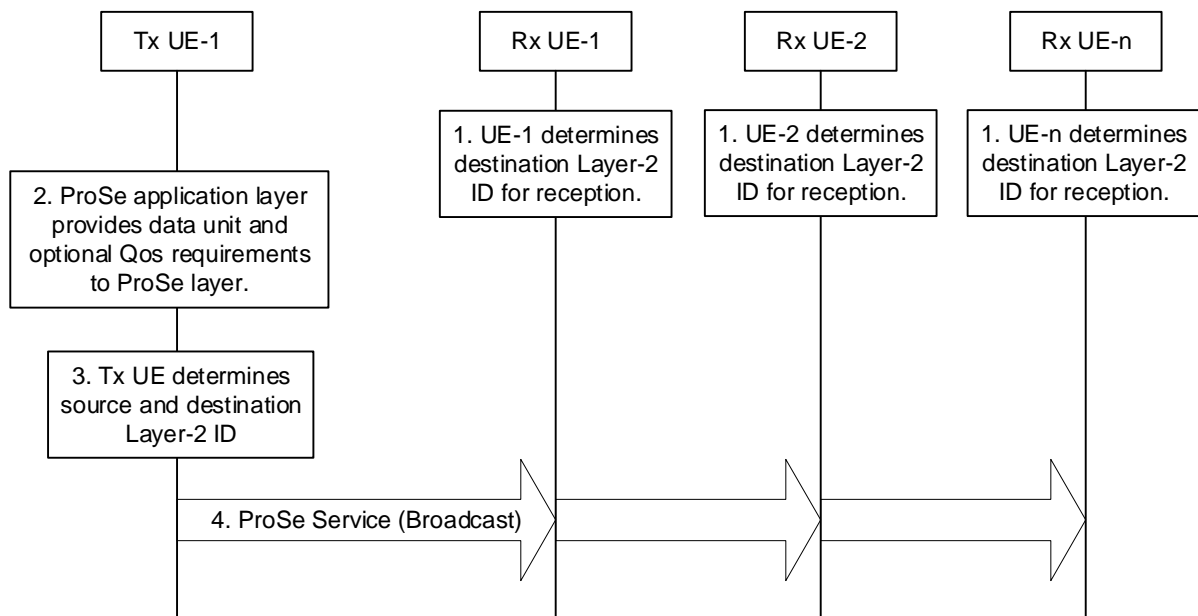 Tx UE-1
Rx UE-1
Rx UE-2
Rx UE-n
1. UE-1 determines
destination Layer-2
ID for reception.
1. UE-2 determines
destination Layer-2
ID for reception.
1. UE-n determines
destination Layer-2
ID for reception.
2. ProSe application layer
provides data unit and
optional Qos requirements
to ProSe layer.
3. Tx UE determines
source and destination
Layer-2 ID
4. ProSe Service (Broadcast)